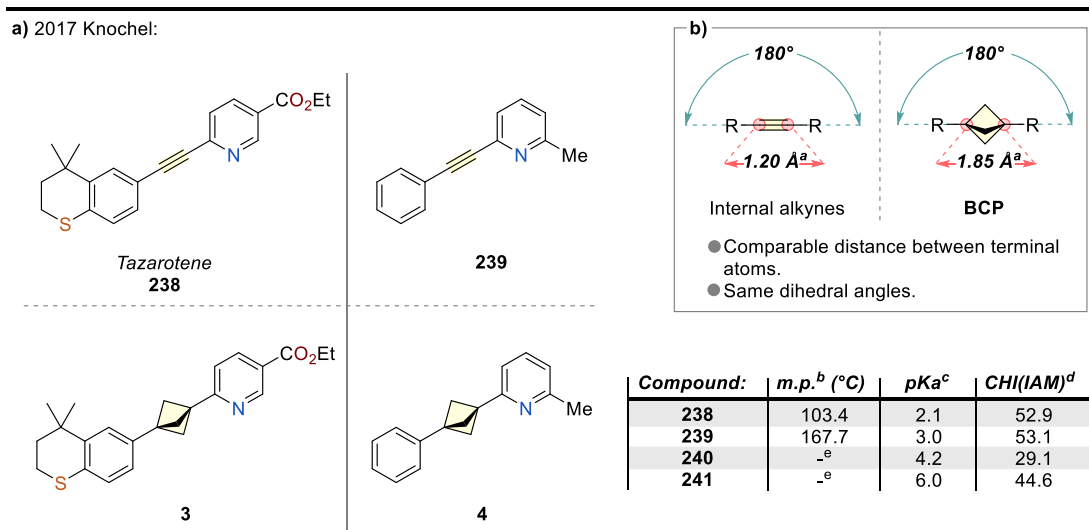 a) 2017 Knochel:
CO2Et
N
S
Tazarotene
238
N
Me
239
CO2Et
N
S
3
N
Me
4
b)
180°
R R
1.20 Åa
Internal alkynes
180°
R R
1.85 Åa
BCP
Comparable distance between terminal
atoms.
Same dihedral angles.
Compound: m.p.b (°C) pKac CHI(IAM)d
238 103.4 2.1 52.9
239 167.7 3.0 53.1
240 -e 4.2 29.1
241 -e 6.0 44.6